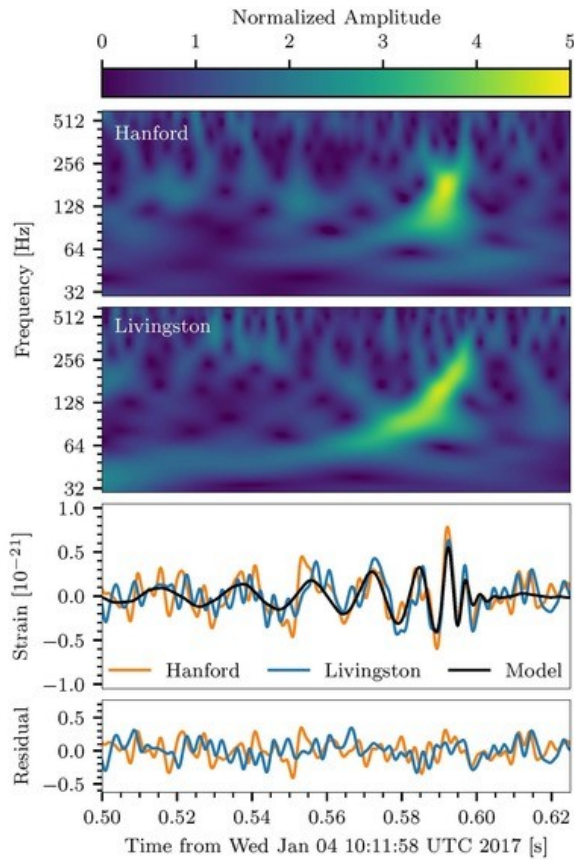 Normalized Amplitude
0 1 2 3 4 5
Hanford
512
256
128
64
32
Frequency [Hz]
Livingston
512
256
128
64
32
1.0
0.5
0.0
−0.5
−1.0
Strain [10−21]
Hanford Livingston Model
0.5
0.0
−0.5
Residual
0.50 0.52 0.54 0.56 0.58 0.60 0.62
Time from Wed Jan 04 10:11:58 UTC 2017 [s]